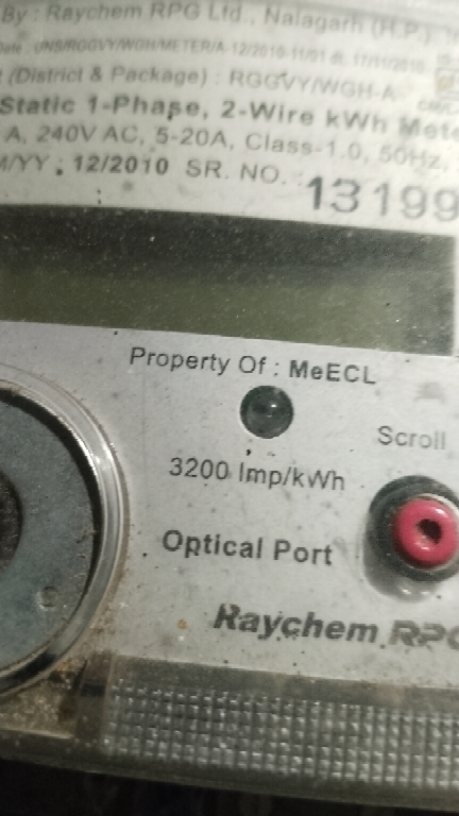 By : Raychem RPG Ltd., Nalagarh (H.P.)
(District & Package) : RGGVY/WGH-A
Static 1-Phase, 2-Wire kWh Mete
A, 240V AC, 5-20A, Class-1.0, 50Hz,
M/YY : 12/2010 SR. NO. : 13199
Property Of : MeECL
Scroll
3200 Imp/kWh
Optical Port
Raychem RPG